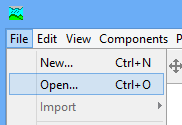 File Edit View Components P
New... Ctrl+N
Open... Ctrl+O
Import